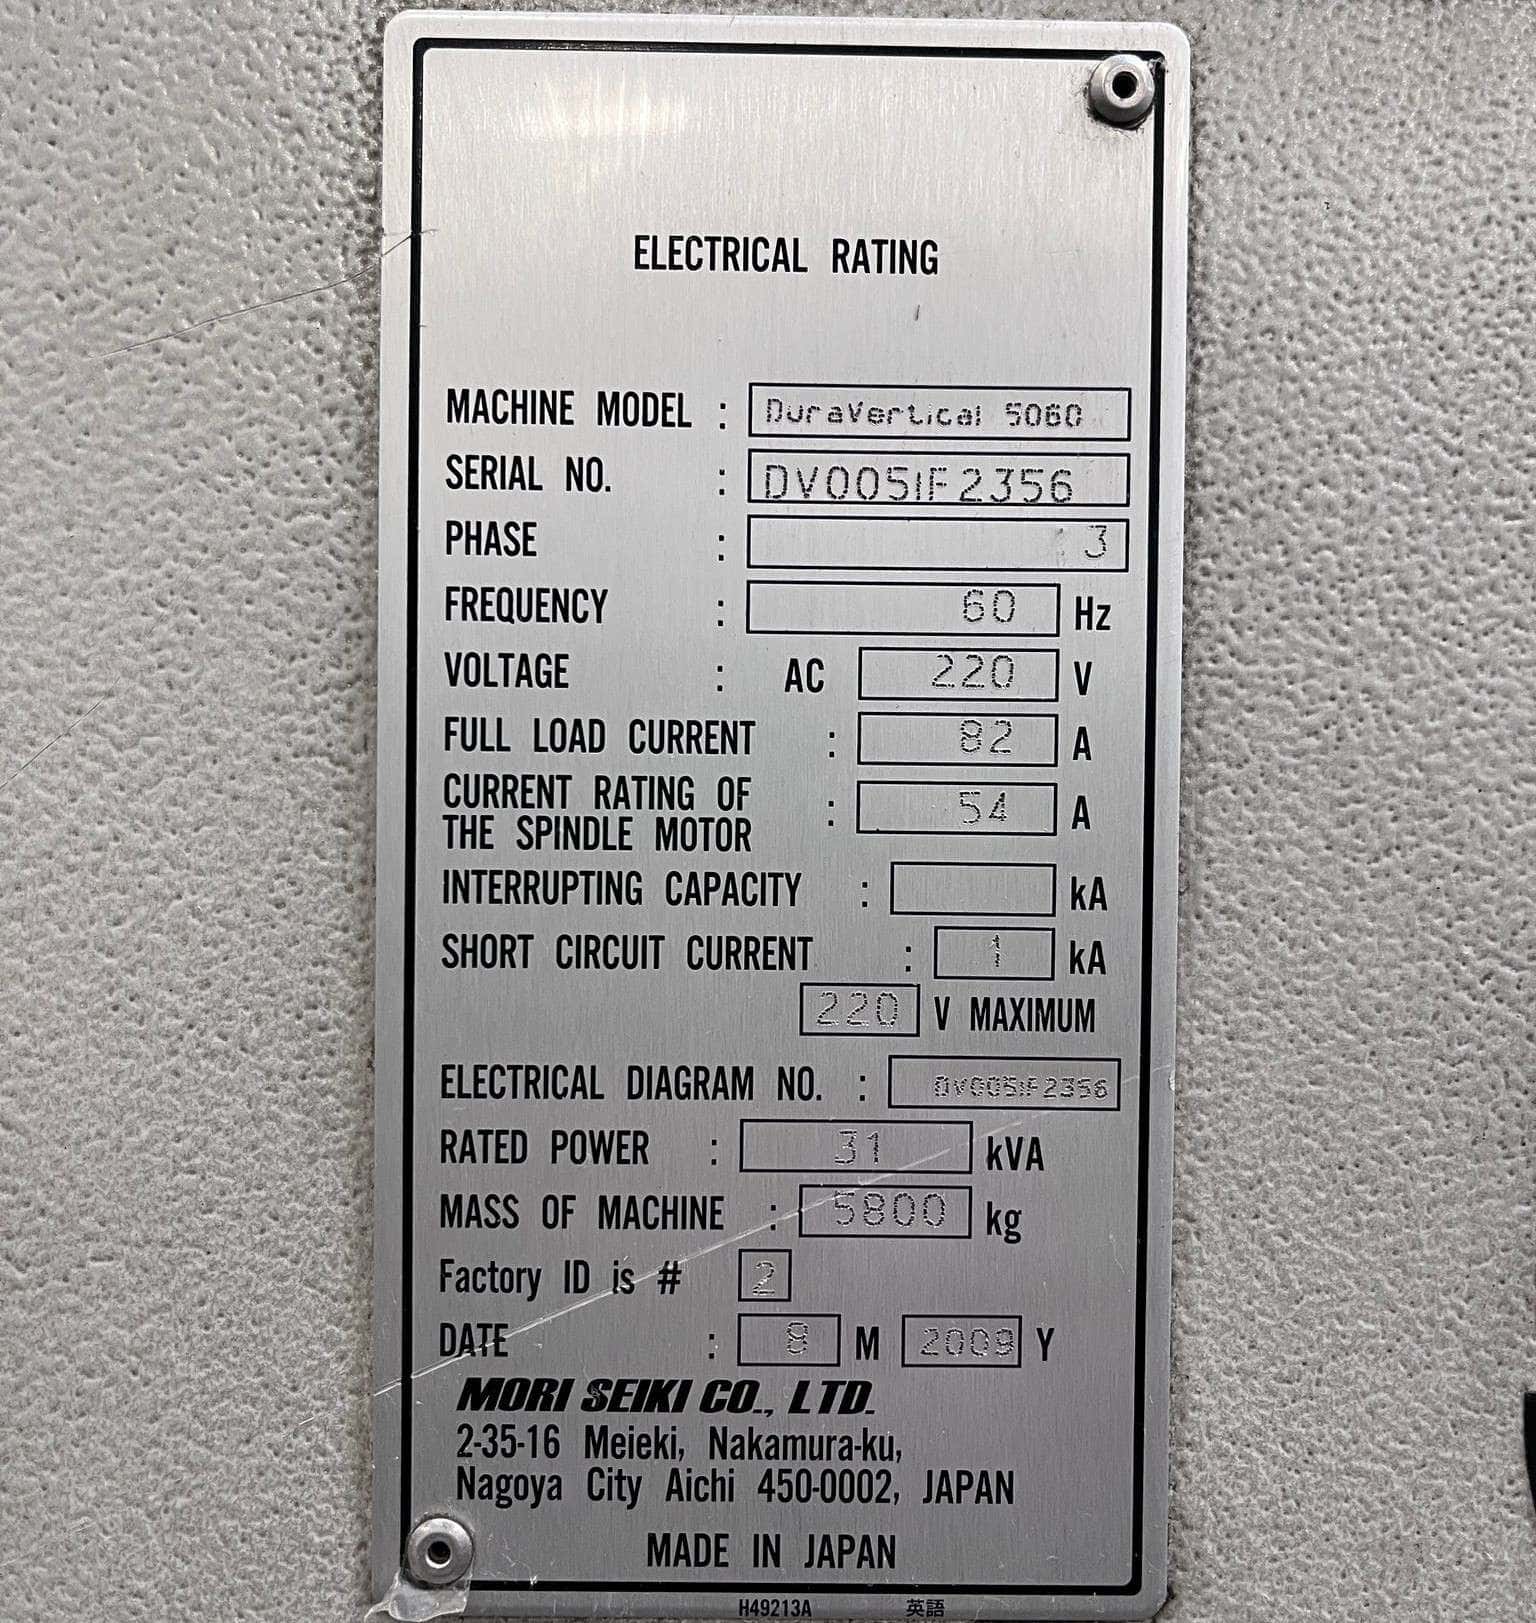 ELECTRICAL RATING
MACHINE MODEL : DuraVertical 5060
SERIAL NO. : DV0051F2356
PHASE : 3
FREQUENCY : 60 Hz
VOLTAGE : AC 220 V
FULL LOAD CURRENT : 82 A
CURRENT RATING OF
THE SPINDLE MOTOR : 54 A
INTERRUPTING CAPACITY : kA
SHORT CIRCUIT CURRENT : 1 kA
220 V MAXIMUM
ELECTRICAL DIAGRAM NO. : DV0051F2356
RATED POWER : 31 kVA
MASS OF MACHINE : 5800 kg
Factory ID is # 2
DATE : 8 M 2009 Y
MORI SEIKI CO., LTD.
2-35-16 Meieki, Nakamura-ku,
Nagoya City Aichi 450-0002, JAPAN
MADE IN JAPAN
H49213A 英語